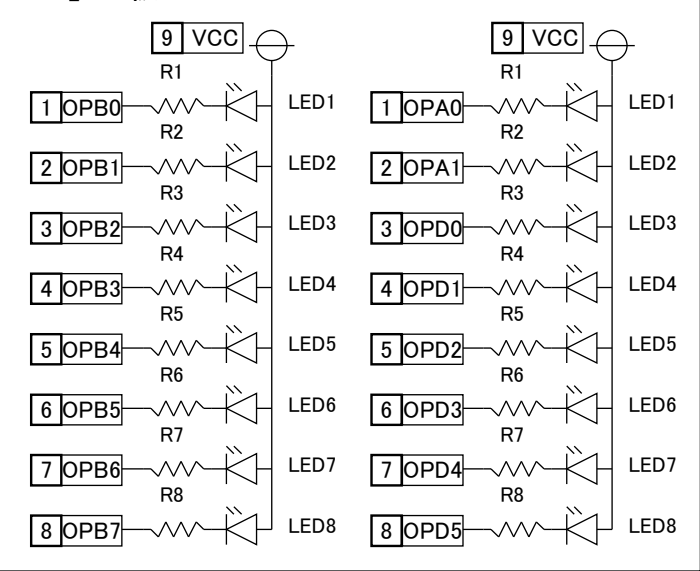 9 VCC
R1
1 OPB0 LED1
R2
2 OPB1 LED2
R3
3 OPB2 LED3
R4
4 OPB3 LED4
R5
5 OPB4 LED5
R6
6 OPB5 LED6
R7
7 OPB6 LED7
R8
8 OPB7 LED8
9 VCC
R1
1 OPA0 LED1
R2
2 OPA1 LED2
R3
3 OPD0 LED3
R4
4 OPD1 LED4
R5
5 OPD2 LED5
R6
6 OPD3 LED6
R7
7 OPD4 LED7
R8
8 OPD5 LED8